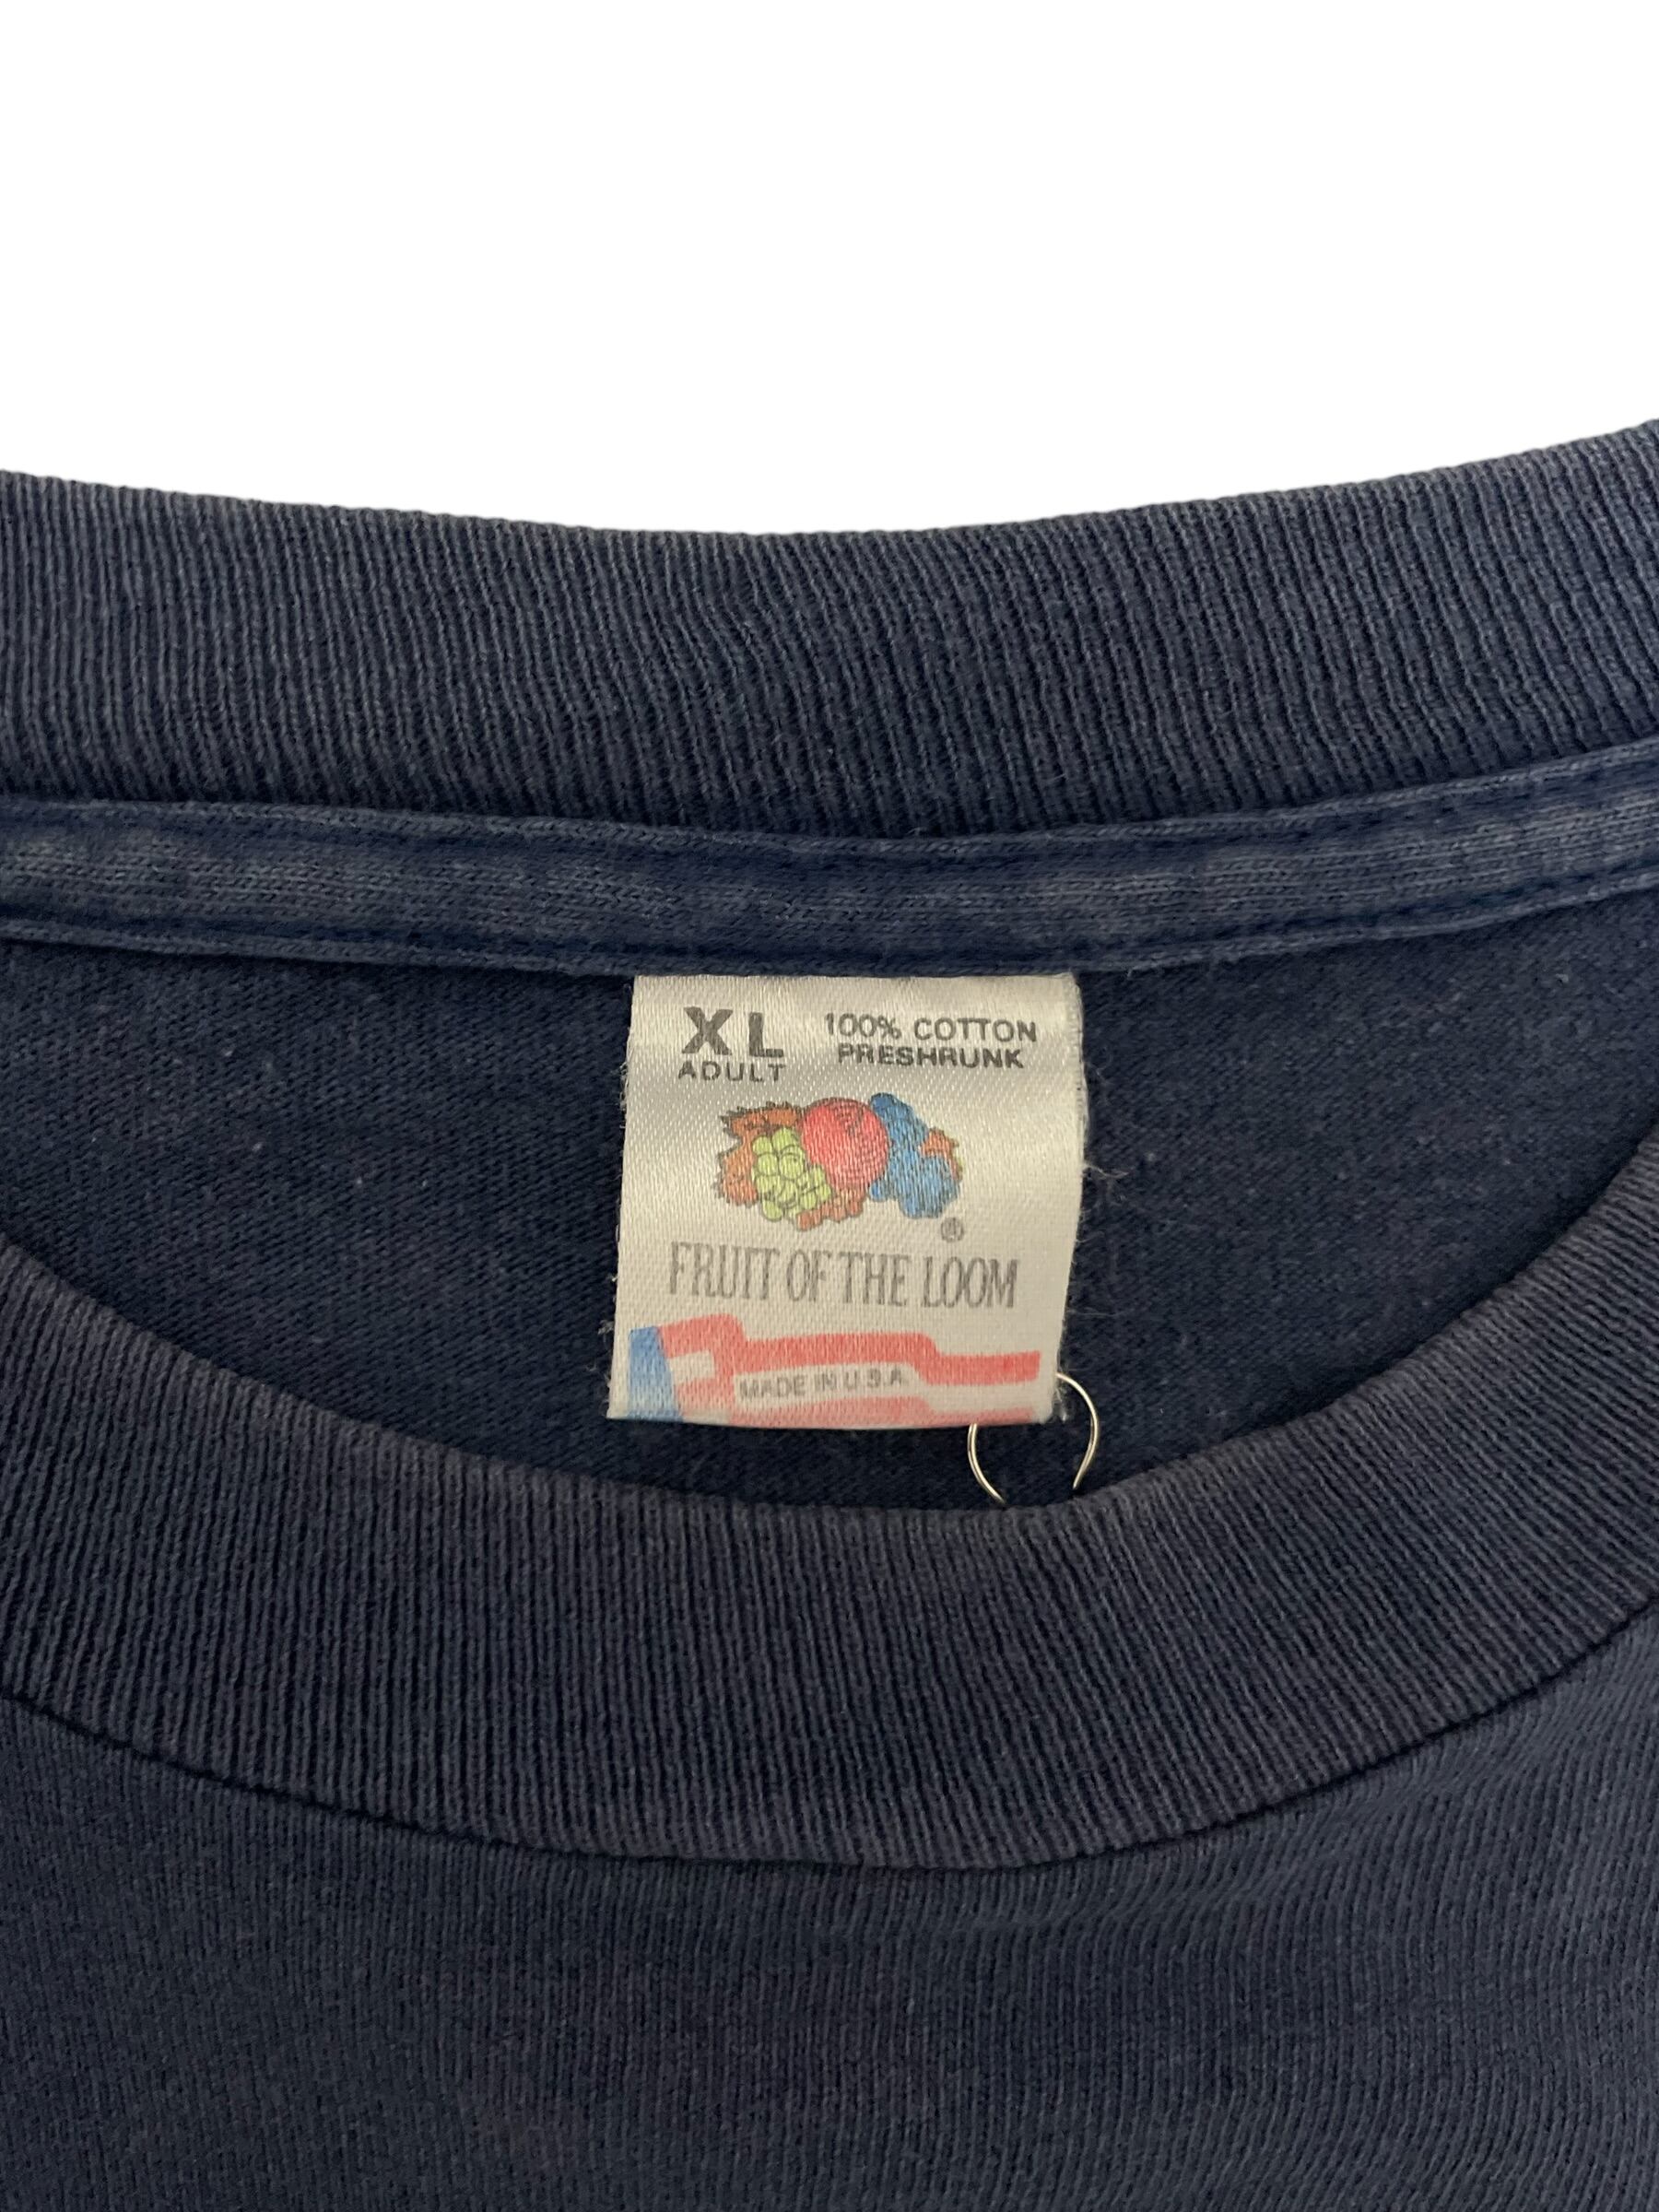 XL
ADULT
100% COTTON
PRESHRUNK
®
FRUIT OF THE LOOM
MADE IN U.S.A.